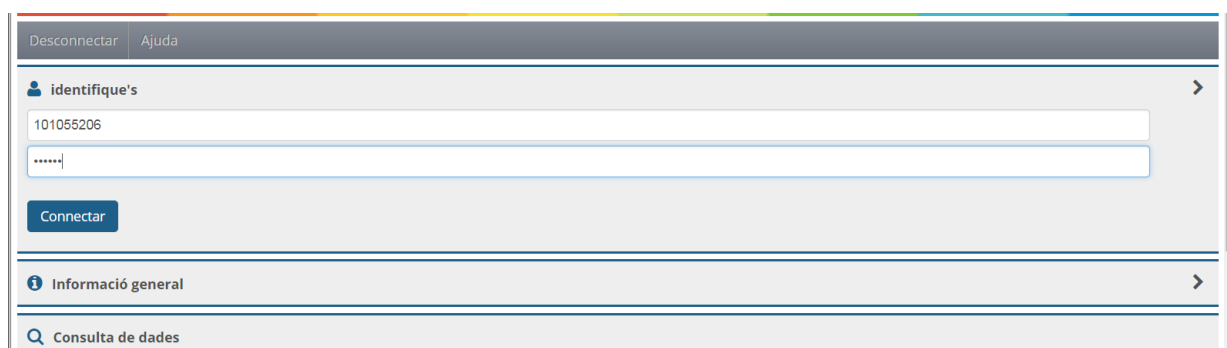 Desconnectar Ajuda
identifique's
101055206
••••••
Connectar
Informació general
Consulta de dades